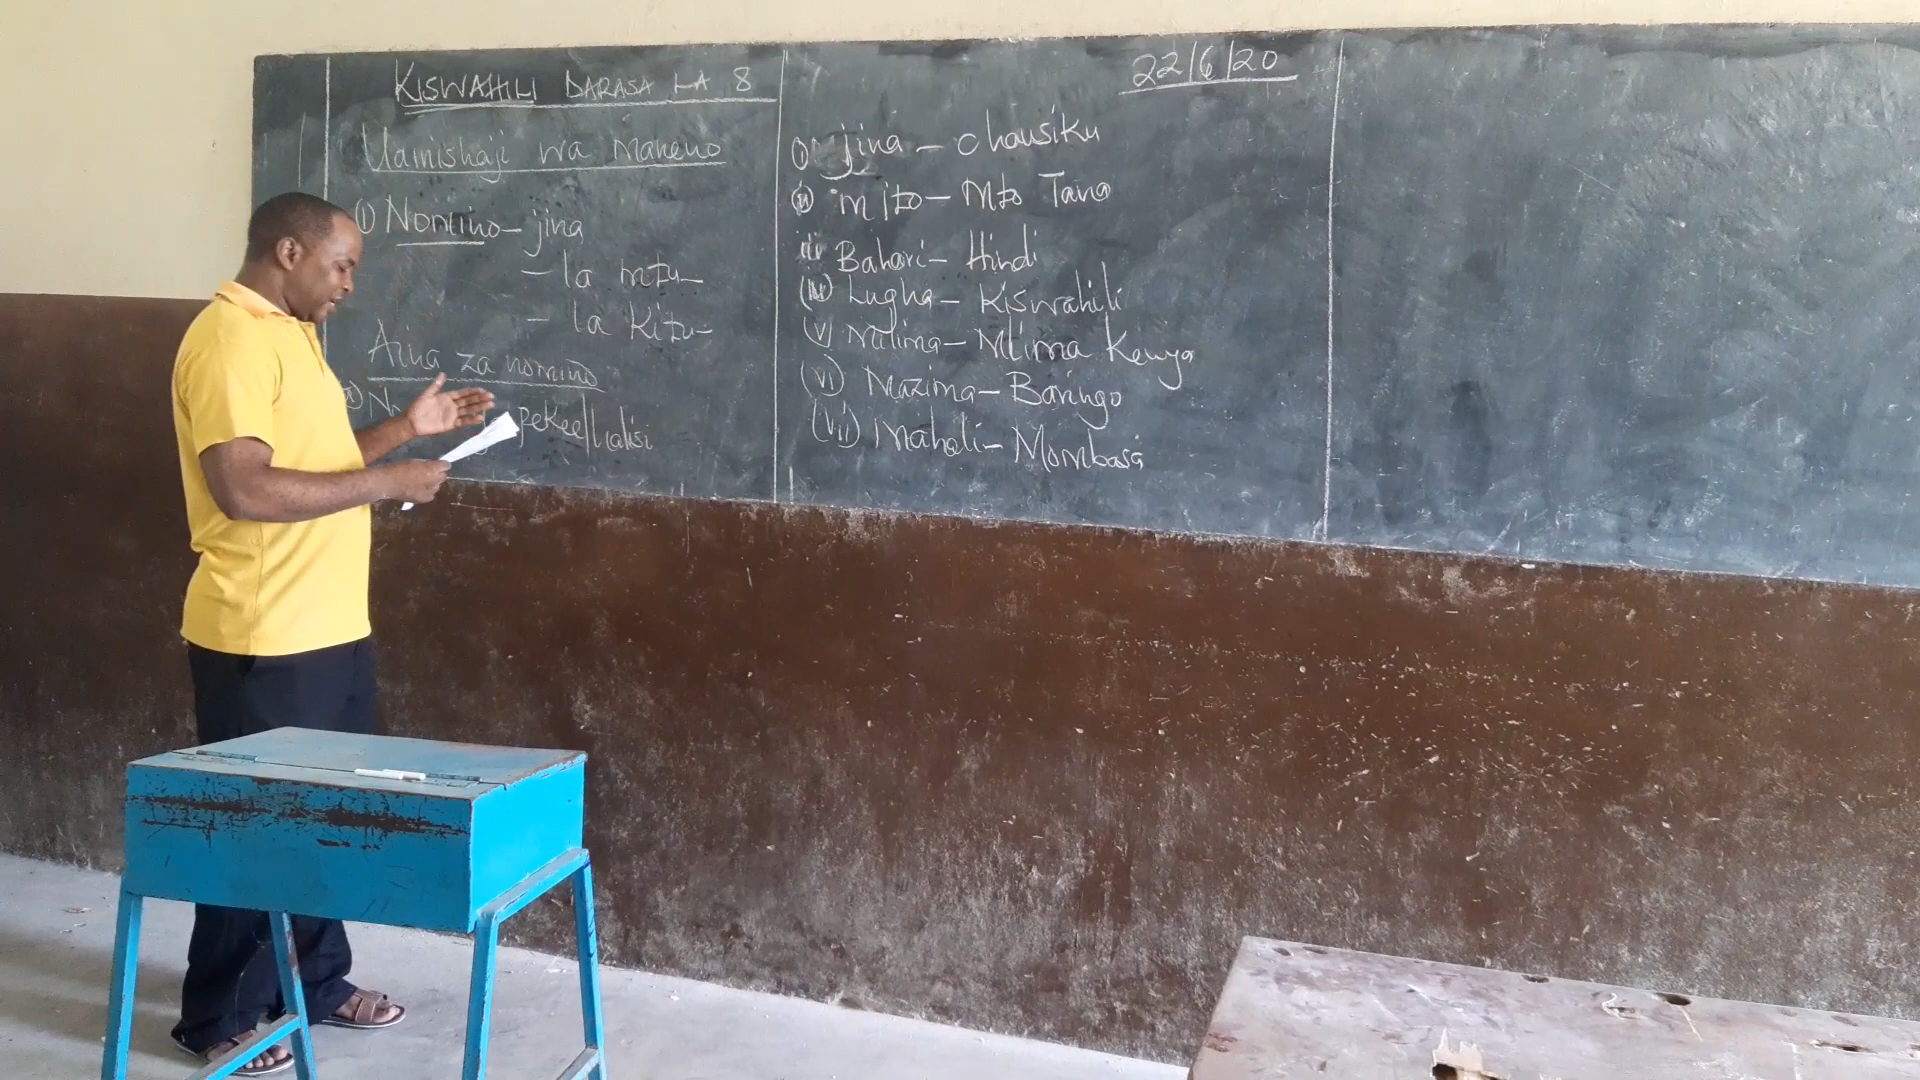 KISWAHILI DARASA LA 8
Uainishaji wa maneno
(i) Nomino – jina
– la mtu –
– la Kitu –
Aina za nomino
(a) pekee/halisi
22/6/20
(i) jina – chausiku
(ii) mito – Mto Tana
iii Bahari – Hindi
(iv) Lugha – Kiswahili
(v) Milima – Mlima Kenya
(vi) Mazima – Baringo
(vii) Mahali – Mombasa